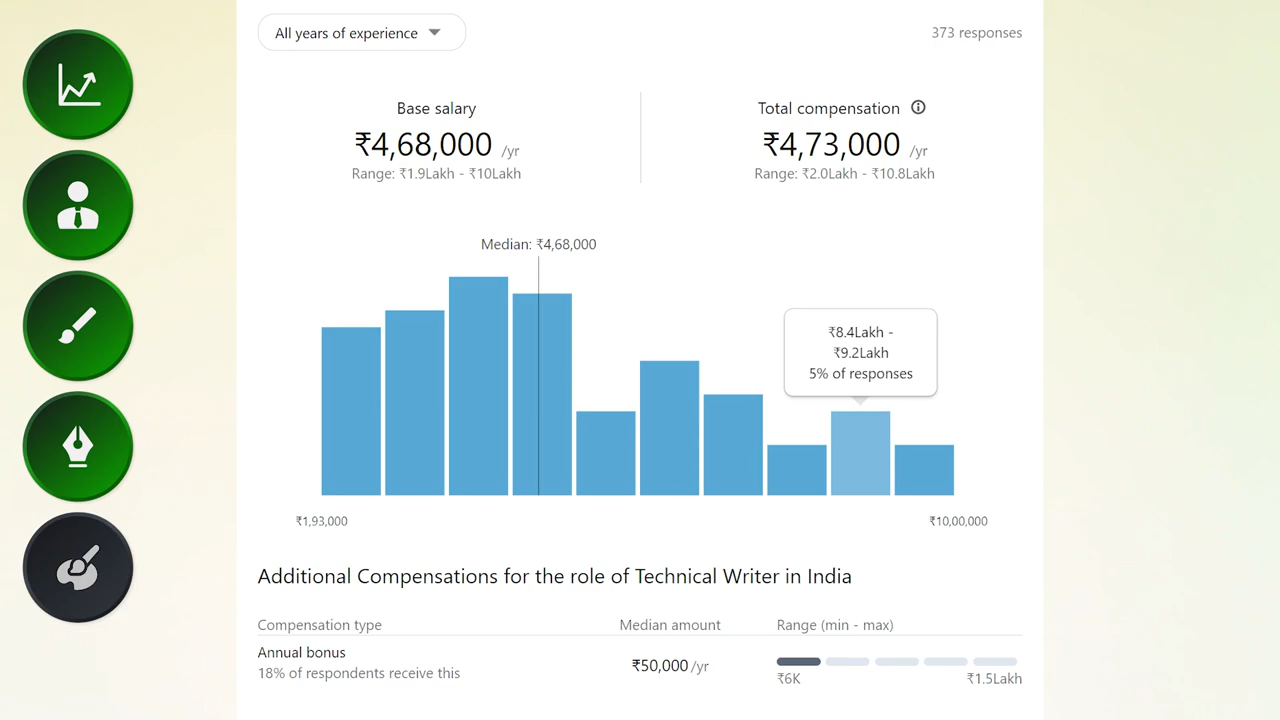 All years of experience
373 responses
Base salary
₹4,68,000 /yr
Range: ₹1.9Lakh - ₹10Lakh
Total compensation
₹4,73,000 /yr
Range: ₹2.0Lakh - ₹10.8Lakh
Median: ₹4,68,000
₹8.4Lakh -
₹9.2Lakh
5% of responses
₹1,93,000
₹10,00,000
Additional Compensations for the role of Technical Writer in India
Compensation type
Median amount
Range (min - max)
Annual bonus
18% of respondents receive this
₹50,000 /yr
₹6K
₹1.5Lakh